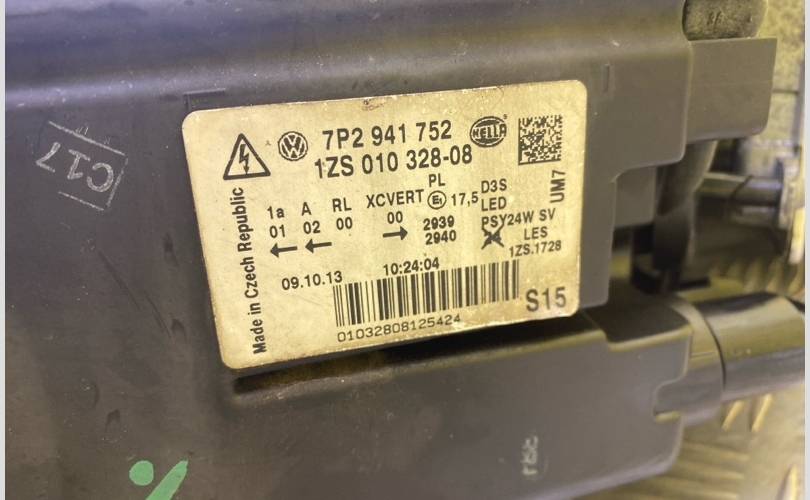 C17
7P2 941 752
HELLA
1ZS 010 328-08
Made in Czech Republic
1a A RL XCVERT PL E1 17,5 D3S
01 02 00 00 LED
2939 PSY24W SV
2940 LES
1ZS.1728
UM7
09.10.13 10:24:04
S15
01032808125424